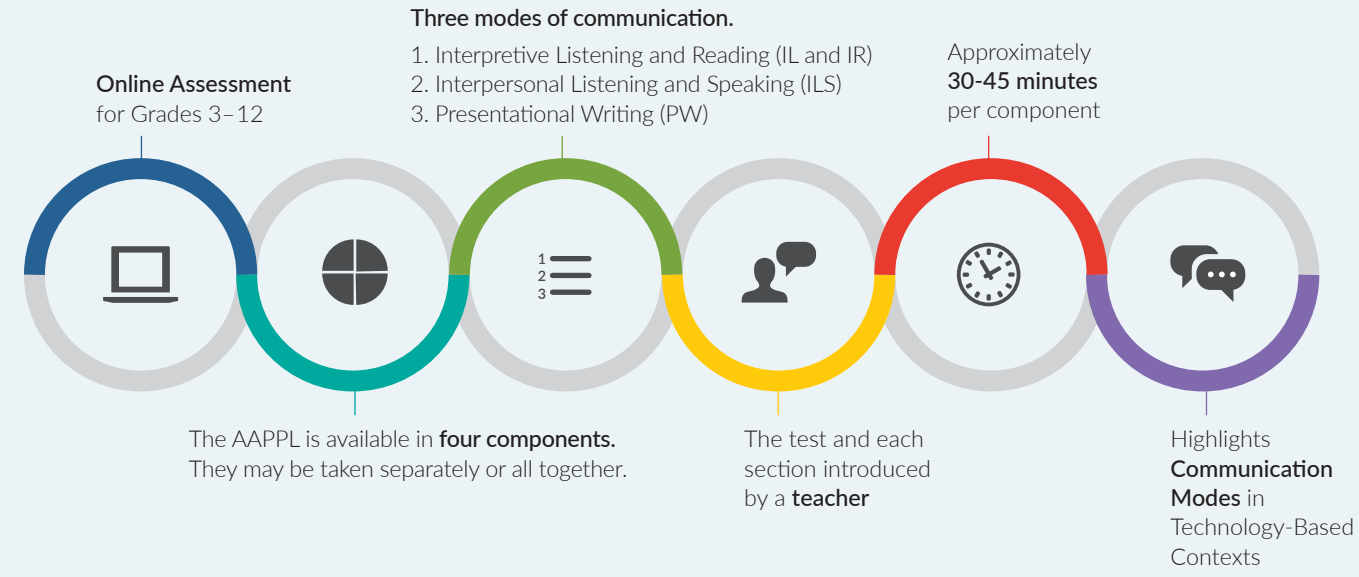 Online Assessment
for Grades 3–12
The AAPPL is available in four components.
They may be taken separately or all together.
Three modes of communication.
1. Interpretive Listening and Reading (IL and IR)
2. Interpersonal Listening and Speaking (ILS)
3. Presentational Writing (PW)
1
2
3
The test and each
section introduced
by a teacher
Approximately
30-45 minutes
per component
Highlights
Communication
Modes in
Technology-Based
Contexts